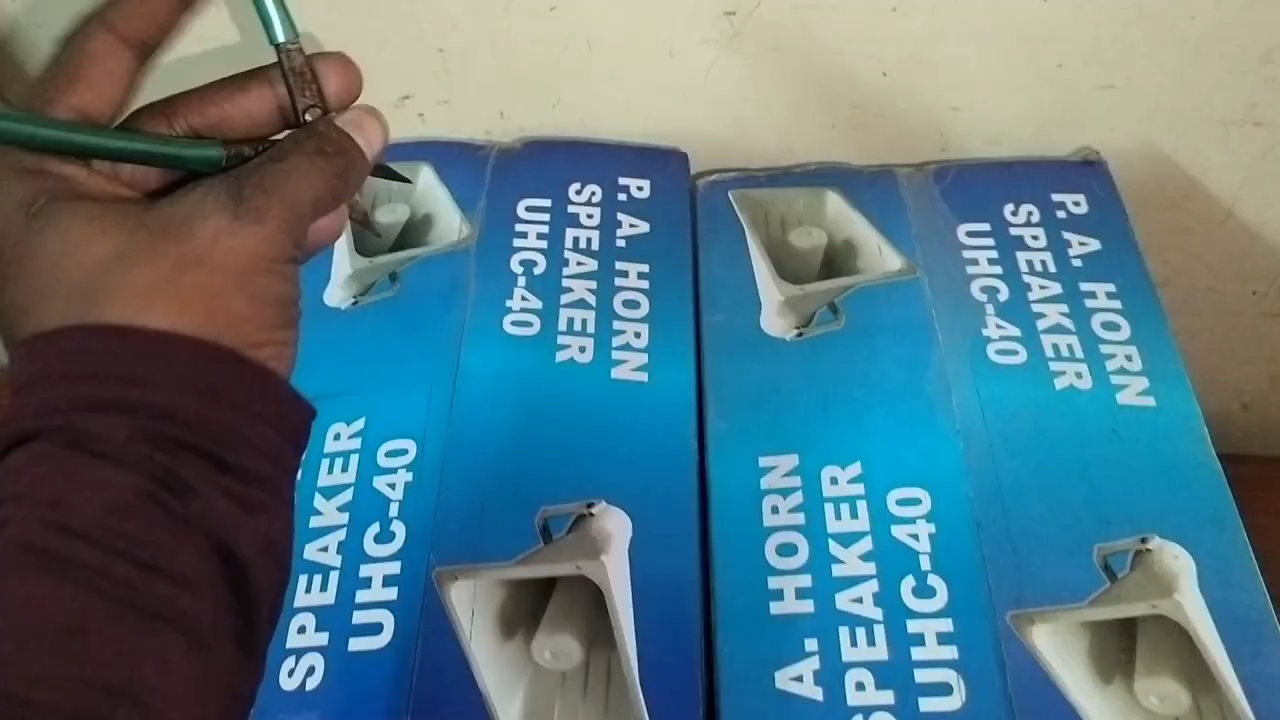 P. A. HORN
SPEAKER
UHC-40
SPEAKER
UHC-40
P. A. HORN
SPEAKER
UHC-40
A. HORN
SPEAKER
UHC-40